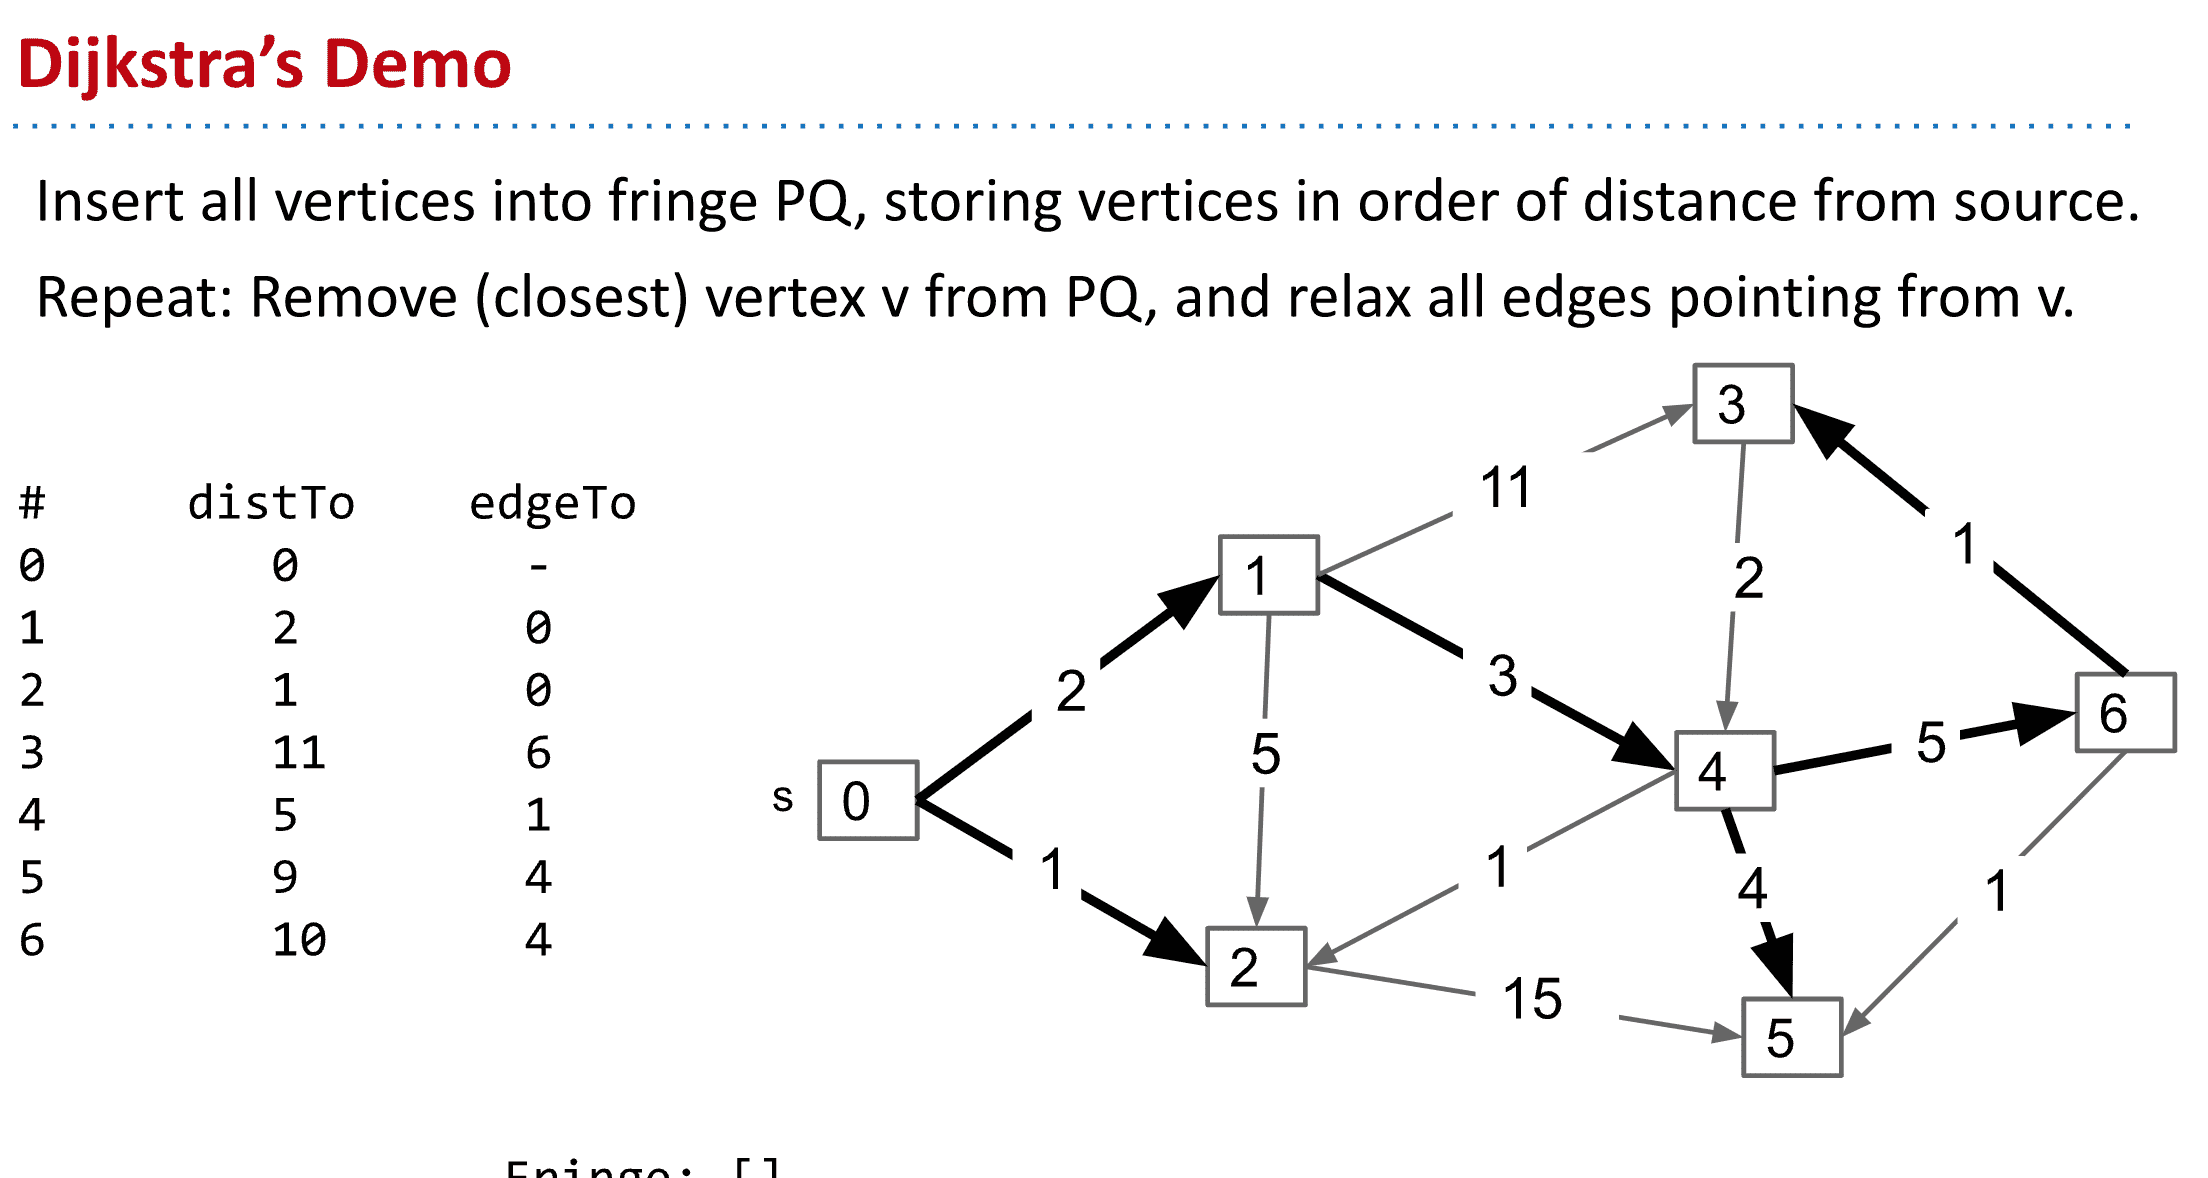 Dijkstra’s Demo
Insert all vertices into fringe PQ, storing vertices in order of distance from source.
Repeat: Remove (closest) vertex v from PQ, and relax all edges pointing from v.
# distTo edgeTo
0 0 -
1 2 0
2 1 0
3 11 6
4 5 1
5 9 4
6 10 4
3
11
1
2
1
3
2
5
6
5
4
s 0
1
1
4
1
2
15
5
Fringe: []